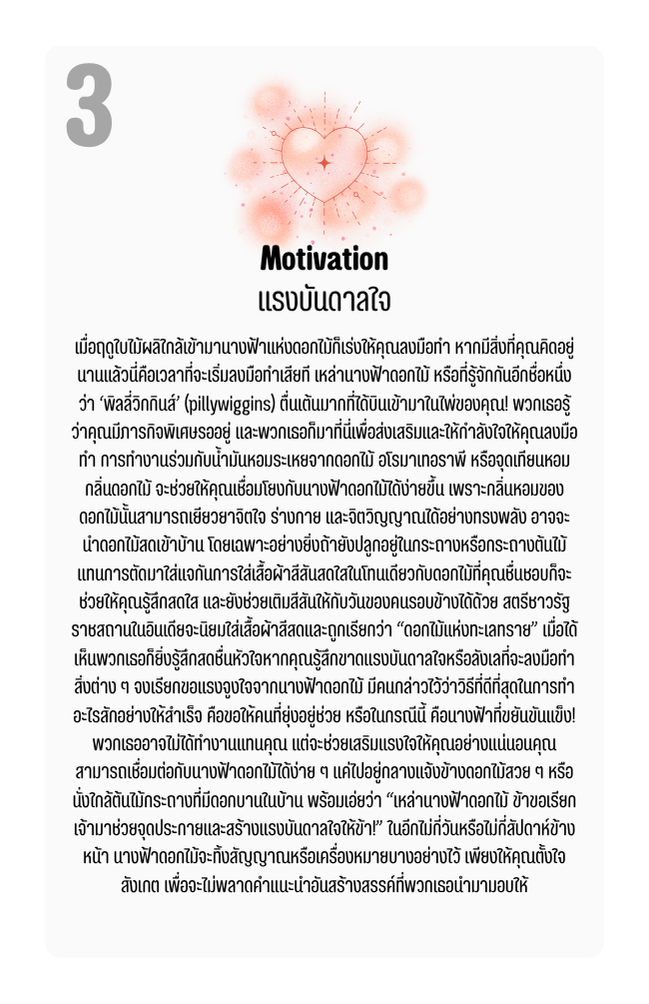 3
Motivation
แรงบันดาลใจ
เมื่อฤดูใบไม้ผลิใกล้เข้ามานางฟ้าแห่งดอกไม้ก็เร่งให้คุณลงมือทำ หากมีสิ่งที่คุณคิดอยู่
นานแล้วนี่คือเวลาที่จะเริ่มลงมือทำเสียที เหล่านางฟ้าดอกไม้ หรือที่รู้จักกันอีกชื่อหนึ่ง
ว่า ‘พิลลี่วิกกินส์’ (pillywiggins) ตื่นเต้นมากที่ได้บินเข้ามาในไพ่ของคุณ! พวกเธอรู้
ว่าคุณมีภารกิจพิเศษรออยู่ และพวกเธอก็มาที่นี่เพื่อส่งเสริมและให้กำลังใจให้คุณลงมือ
ทำ การทำงานร่วมกับน้ำมันหอมระเหยจากดอกไม้ อโรมาเทอราพี หรือจุดเทียนหอม
กลิ่นดอกไม้ จะช่วยให้คุณเชื่อมโยงกับนางฟ้าดอกไม้ได้ง่ายขึ้น เพราะกลิ่นหอมของ
ดอกไม้นั้นสามารถเยียวยาจิตใจ ร่างกาย และจิตวิญญาณได้อย่างทรงพลัง อาจจะ
นำดอกไม้สดเข้าบ้าน โดยเฉพาะอย่างยิ่งถ้ายังปลูกอยู่ในกระถางหรือกระถางต้นไม้
แทนการตัดมาใส่แจกันการใส่เสื้อผ้าสีสันสดใสในโทนเดียวกับดอกไม้ที่คุณชื่นชอบก็จะ
ช่วยให้คุณรู้สึกสดใส และยังช่วยเติมสีสันให้กับวันของคนรอบข้างได้ด้วย สตรีชาวรัฐ
ราชสถานในอินเดียจะนิยมใส่เสื้อผ้าสีสดและถูกเรียกว่า “ดอกไม้แห่งทะเลทราย” เมื่อได้
เห็นพวกเธอก็ยิ่งรู้สึกสดชื่นหัวใจหากคุณรู้สึกขาดแรงบันดาลใจหรือลังเลที่จะลงมือทำ
สิ่งต่าง ๆ จงเรียกขอแรงจูงใจจากนางฟ้าดอกไม้ มีคนกล่าวไว้ว่าวิธีที่ดีที่สุดในการทำ
อะไรสักอย่างให้สำเร็จ คือขอให้คนที่ยุ่งอยู่ช่วย หรือในกรณีนี้ คือนางฟ้าที่ขยันขันแข็ง!
พวกเธออาจไม่ได้ทำงานแทนคุณ แต่จะช่วยเสริมแรงใจให้คุณอย่างแน่นอนคุณ
สามารถเชื่อมต่อกับนางฟ้าดอกไม้ได้ง่าย ๆ แค่ไปอยู่กลางแจ้งข้างดอกไม้สวย ๆ หรือ
นั่งใกล้ต้นไม้กระถางที่มีดอกบานในบ้าน พร้อมเอ่ยว่า “เหล่านางฟ้าดอกไม้ ข้าขอเรียก
เจ้ามาช่วยจุดประกายและสร้างแรงบันดาลใจให้ข้า!” ในอีกไม่กี่วันหรือไม่กี่สัปดาห์ข้าง
หน้า นางฟ้าดอกไม้จะทิ้งสัญญาณหรือเครื่องหมายบางอย่างไว้ เพียงให้คุณตั้งใจ
สังเกต เพื่อจะไม่พลาดคำแนะนำอันสร้างสรรค์ที่พวกเธอนำมามอบให้